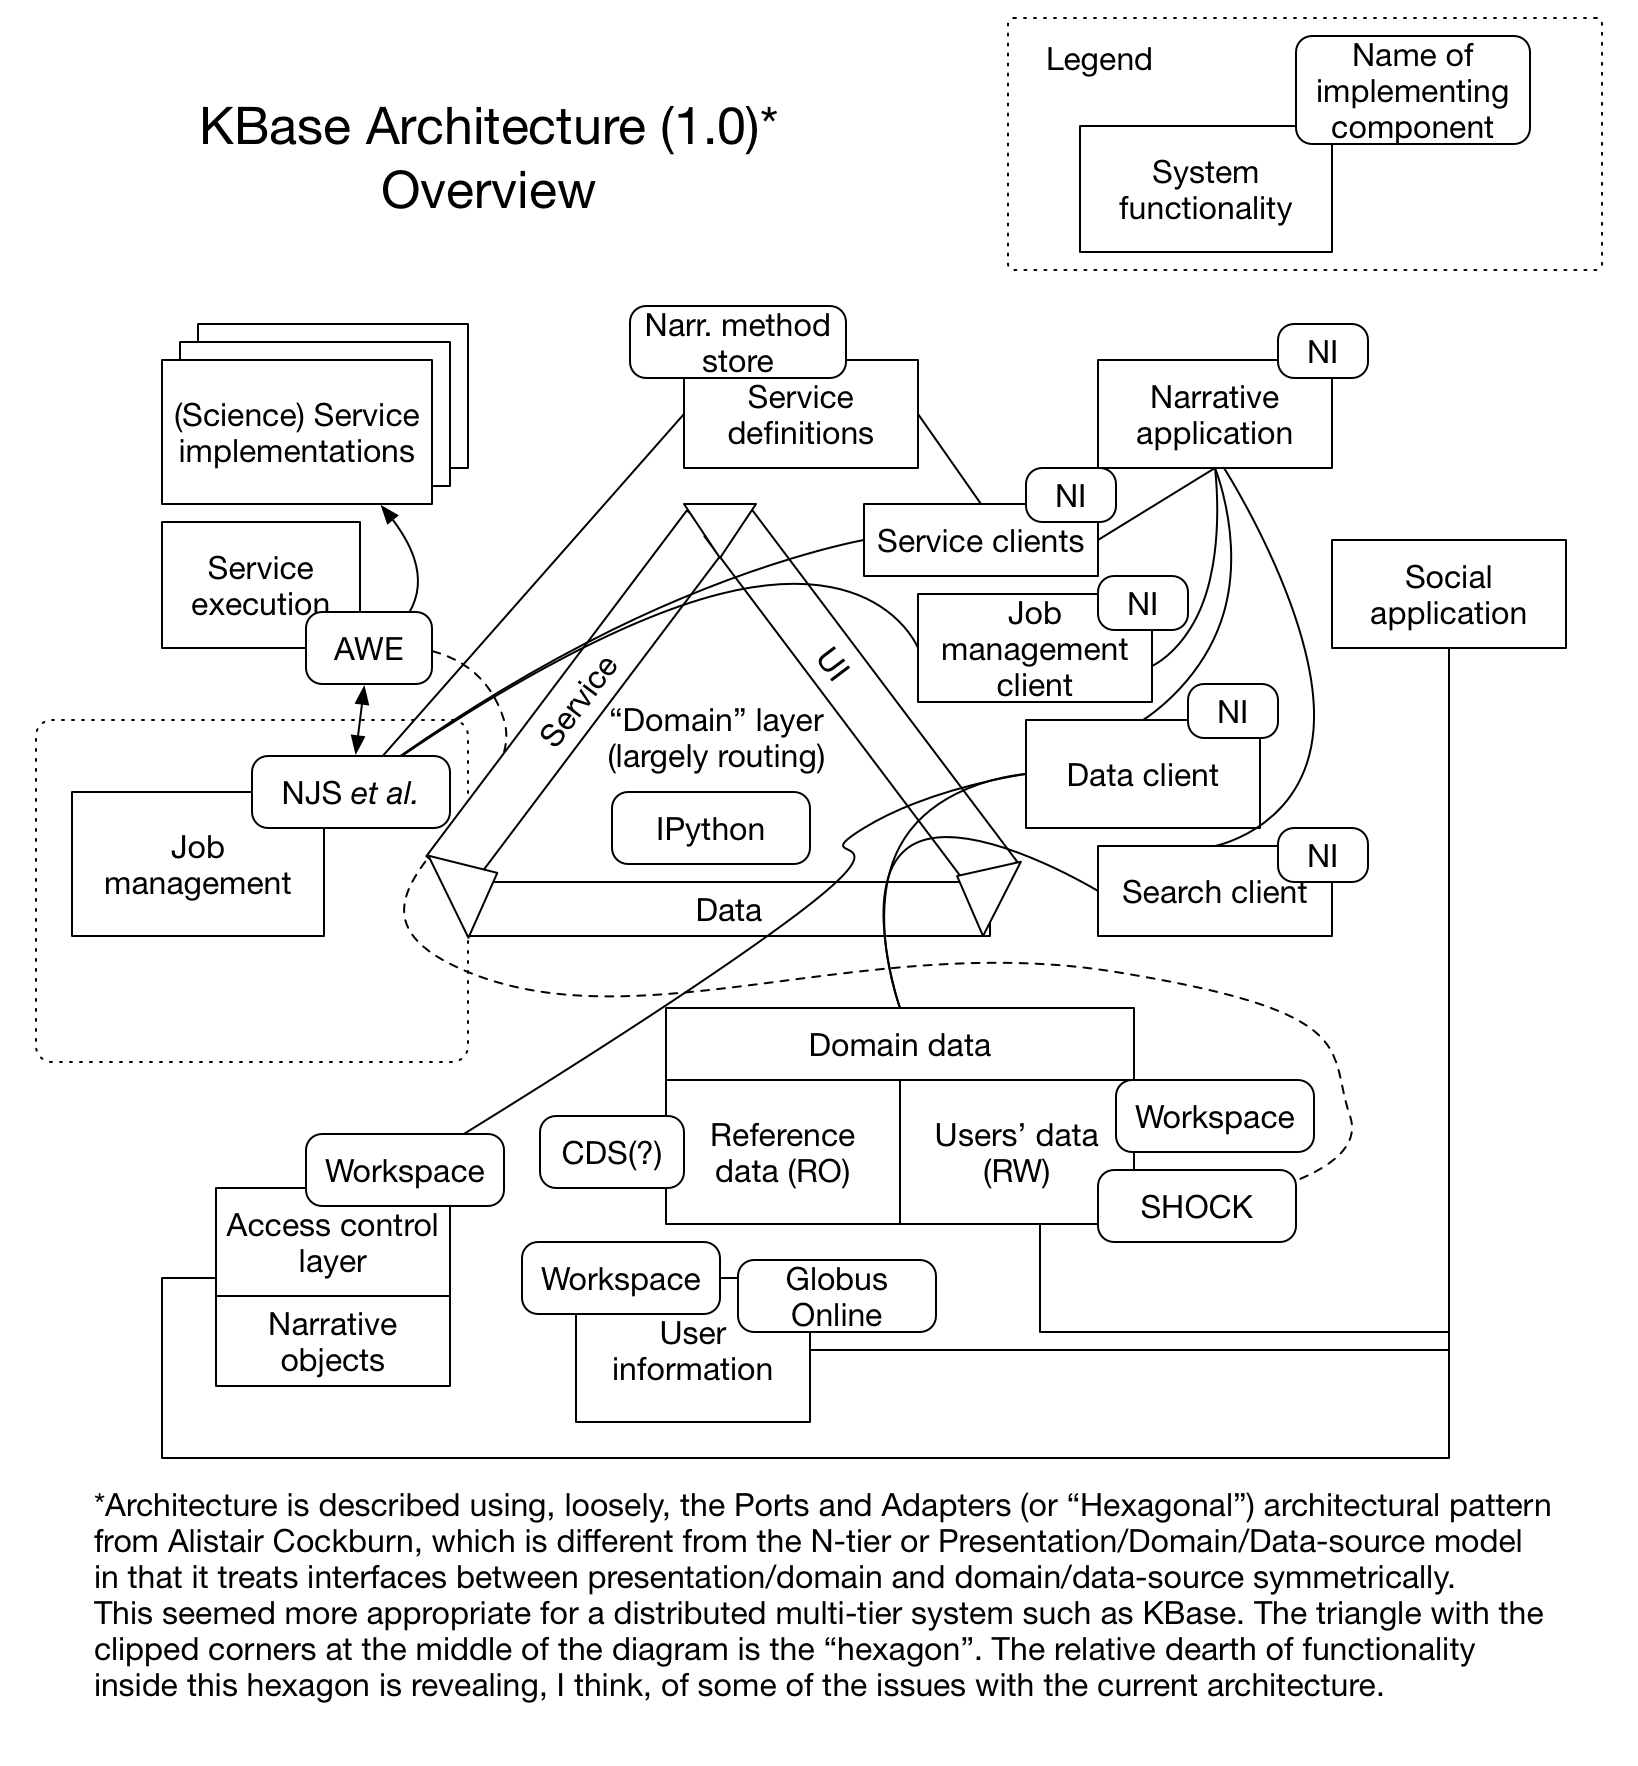 KBase Architecture (1.0)*
Overview
Legend
Name of
implementing
component
System
functionality
Narr. method
store
Service
definitions
NI
Narrative
application
(Science) Service
implementations
NI
Service clients
Service
execution
AWE
Social
application
NI
Job
management
client
Service
UI
“Domain” layer
(largely routing)
IPython
NI
Data client
NJS et al.
Job
management
NI
Search client
Data
Domain data
Reference
data (RO)
Users’ data
(RW)
CDS(?)
Workspace
SHOCK
Workspace
Access control
layer
Narrative
objects
Workspace
Globus
Online
User
information
*Architecture is described using, loosely, the Ports and Adapters (or “Hexagonal”) architectural pattern
from Alistair Cockburn, which is different from the N-tier or Presentation/Domain/Data-source model
in that it treats interfaces between presentation/domain and domain/data-source symmetrically.
This seemed more appropriate for a distributed multi-tier system such as KBase. The triangle with the
clipped corners at the middle of the diagram is the “hexagon”. The relative dearth of functionality
inside this hexagon is revealing, I think, of some of the issues with the current architecture.